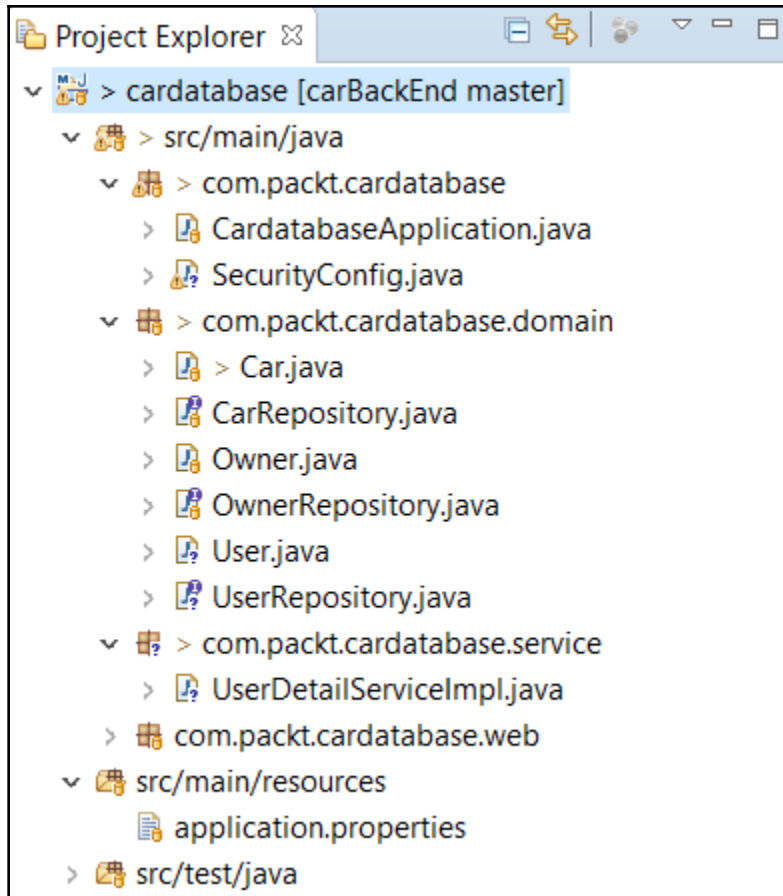 Project Explorer
> cardatabase [carBackEnd master]
> src/main/java
> com.packt.cardatabase
CardatabaseApplication.java
SecurityConfig.java
> com.packt.cardatabase.domain
> Car.java
CarRepository.java
Owner.java
OwnerRepository.java
User.java
UserRepository.java
> com.packt.cardatabase.service
UserDetailServiceImpl.java
com.packt.cardatabase.web
src/main/resources
application.properties
src/test/java